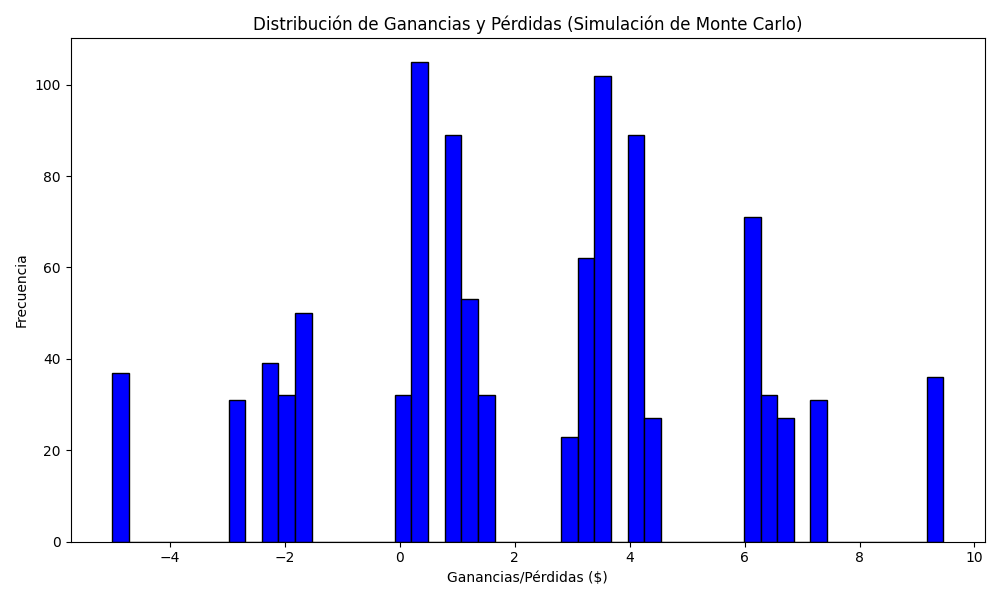 Distribución de Ganancias y Pérdidas (Simulación de Monte Carlo)
100
80
60
40
20
0
Frecuencia
−4 −2 0 2 4 6 8 10
Ganancias/Pérdidas ($)